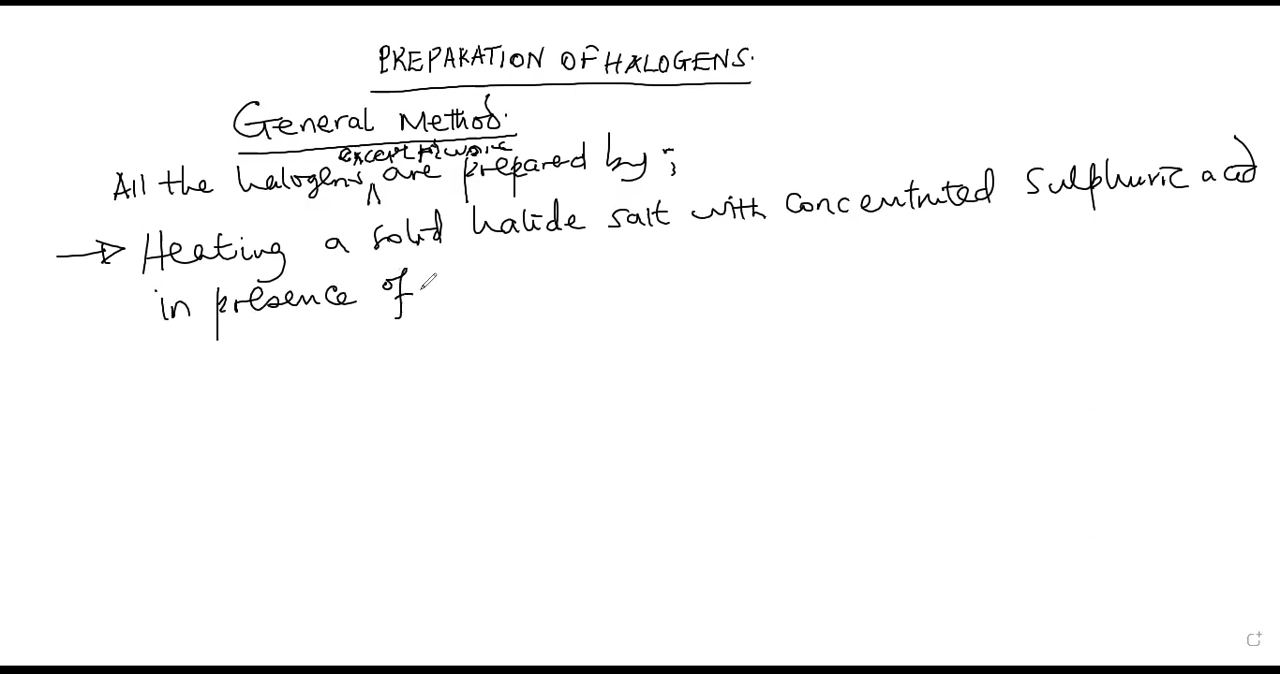 PREPARATION OF HALOGENS.
General Method.
except Fluorine
All the halogens ^ are prepared by :;
→ Heating a solid halide salt with concentrated Sulphuric acid
in presence of